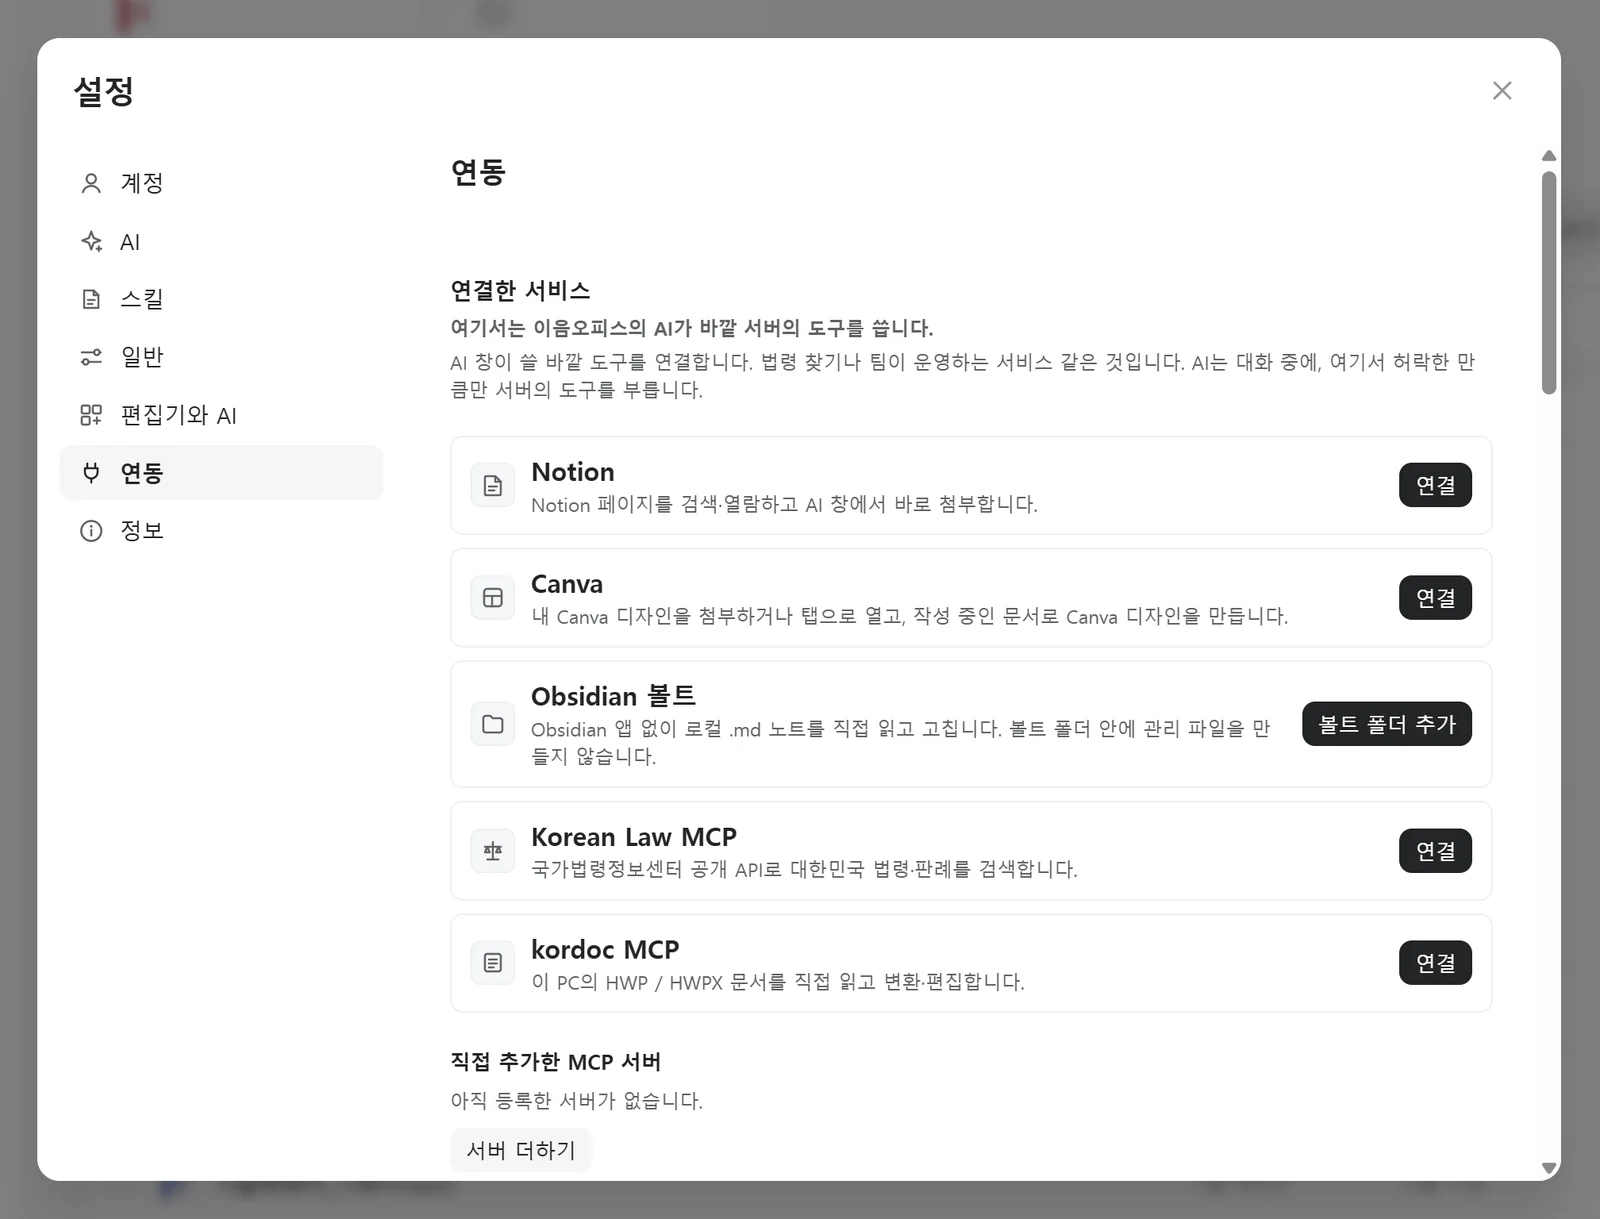 설정
계정
AI
스킬
일반
편집기와 AI
연동
정보
연동
연결한 서비스
여기서는 이음오피스의 AI가 바깥 서버의 도구를 씁니다.
AI 창이 쓸 바깥 도구를 연결합니다. 법령 찾기나 팀이 운영하는 서비스 같은 것입니다. AI는 대화 중에, 여기서 허락한 만
큼만 서버의 도구를 부릅니다.
Notion
Notion 페이지를 검색·열람하고 AI 창에서 바로 첨부합니다.
연결
Canva
내 Canva 디자인을 첨부하거나 탭으로 열고, 작성 중인 문서로 Canva 디자인을 만듭니다.
연결
Obsidian 볼트
Obsidian 앱 없이 로컬 .md 노트를 직접 읽고 고칩니다. 볼트 폴더 안에 관리 파일을 만
들지 않습니다.
볼트 폴더 추가
Korean Law MCP
국가법령정보센터 공개 API로 대한민국 법령·판례를 검색합니다.
연결
kordoc MCP
이 PC의 HWP / HWPX 문서를 직접 읽고 변환·편집합니다.
연결
직접 추가한 MCP 서버
아직 등록한 서버가 없습니다.
서버 더하기